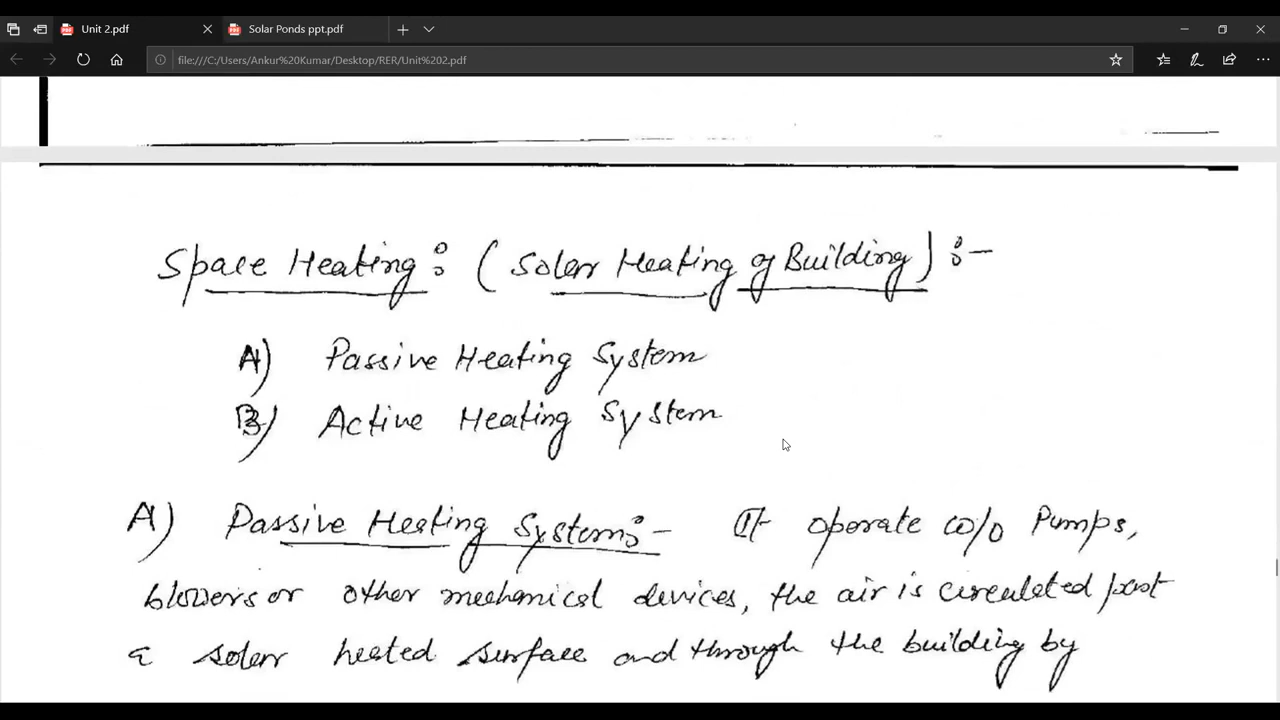 Unit 2.pdf
Solar Ponds ppt.pdf
file:///C:/Users/Ankur%20Kumar/Desktop/RER/Unit%202.pdf
Space Heating: (Solar Heating of Building) :-
A) Passive Heating System
B) Active Heating System
A) Passive Heating System:- It operate w/o Pumps,
blowers or other mechanical devices, the air is circulated past
a solar heated surface and through the building by